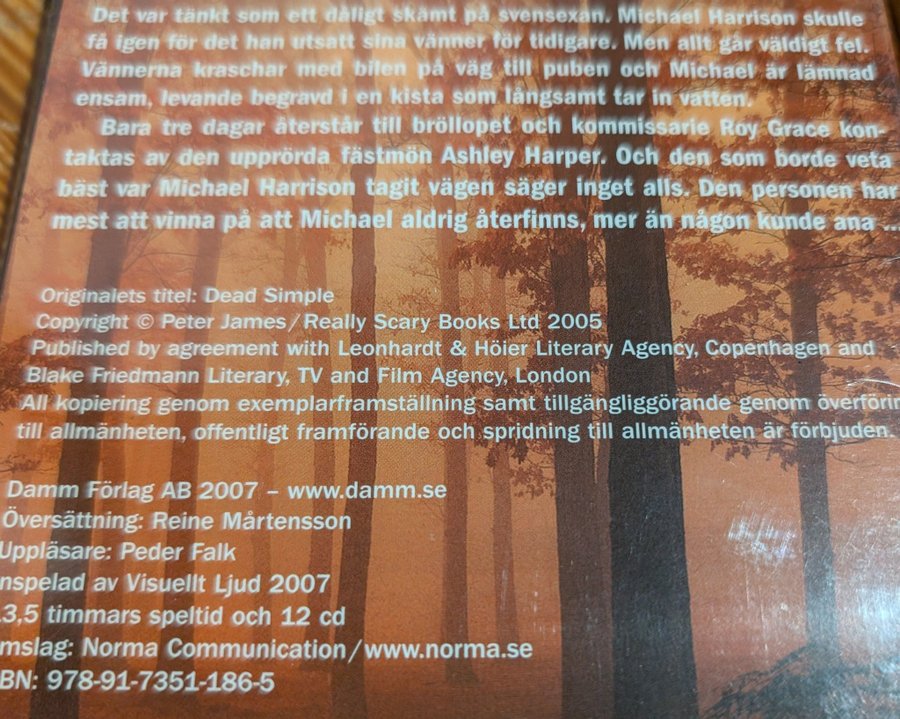 Det var tänkt som ett dåligt skämt på svensexan. Michael Harrison skulle
få igen för det han utsatt sina vänner för tidigare. Men allt går väldigt fel.
Vännerna kraschar med bilen på väg till puben och Michael är lämnad
ensam, levande begravd i en kista som långsamt tar in vatten.
Bara tre dagar återstår till bröllopet och kommissarie Roy Grace kon-
taktas av den upprörda fästmön Ashley Harper. Och den som borde veta
bäst var Michael Harrison tagit vägen säger inget alls. Den personen har
mest att vinna på att Michael aldrig återfinns, mer än någon kunde ana ...
Originalets titel: Dead Simple
Copyright © Peter James/Really Scary Books Ltd 2005
Published by agreement with Leonhardt & Höier Literary Agency, Copenhagen and
Blake Friedmann Literary, TV and Film Agency, London
All kopiering genom exemplarframställning samt tillgängliggörande genom överförin
till allmänheten, offentligt framförande och spridning till allmänheten är förbjuden.
Damm Förlag AB 2007 – www.damm.se
Översättning: Reine Mårtensson
Uppläsare: Peder Falk
nspelad av Visuellt Ljud 2007
3,5 timmars speltid och 12 cd
mslag: Norma Communication/www.norma.se
BN: 978-91-7351-186-5